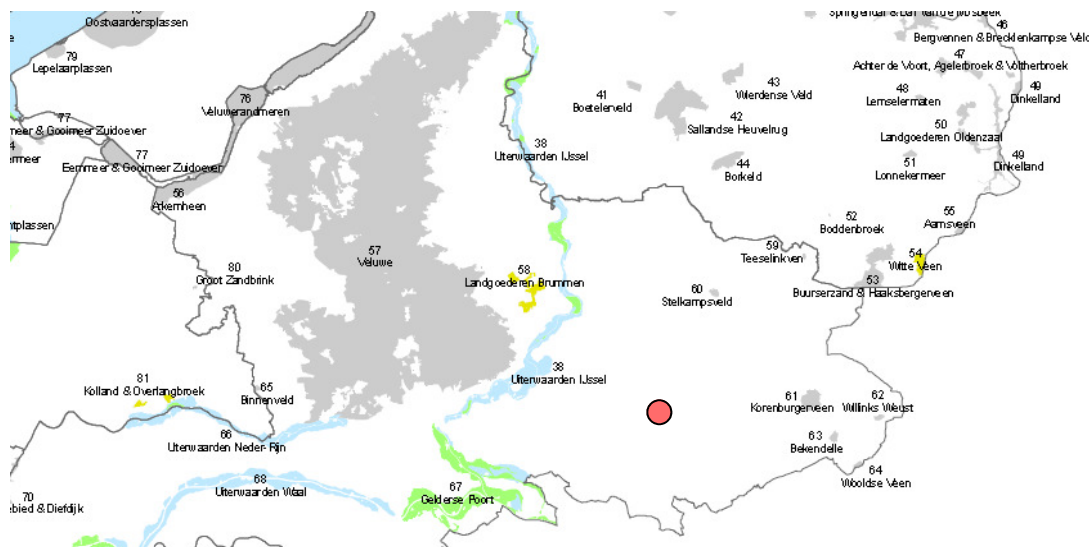 Oostvaardersplassen
79
Lepelaarplassen
77
Eemmeer & Gooimeer Zuidoever
76
Veluwerandmeren
77
Eemmeer & Gooimeer Zuidoever
56
Arkemheen
57
Veluwe
80
Groot Zandbrink
81
Kolland & Overlangbroek
65
Binnenveld
66
Uiterwaarden Neder-Rijn
68
Uiterwaarden Waal
70
ebied & Diefdijk
67
Gelderse Poort
38
Uiterwaarden IJssel
58
Landgoederen Brummen
38
Uiterwaarden IJssel
41
Boetelerveld
43
Wierdense Veld
42
Sallandse Heuvelrug
44
Borkeld
46
Bergvennen & Brecklenkampse Veld
47
Achter de Voort, Agelerbroek & Voltherbroek
48
Lemselermaten
49
Dinkelland
50
Landgoederen Oldenzaal
51
Lonnekermeer
49
Dinkelland
52
Boddenbroek
55
Aamsveen
54
Witte Veen
53
Buurserzand & Haaksbergerveen
59
Teeselinkven
60
Stelkampsveld
61
Korenburgerveen
62
Willinks Weust
63
Bekendelle
64
Wooldse Veen